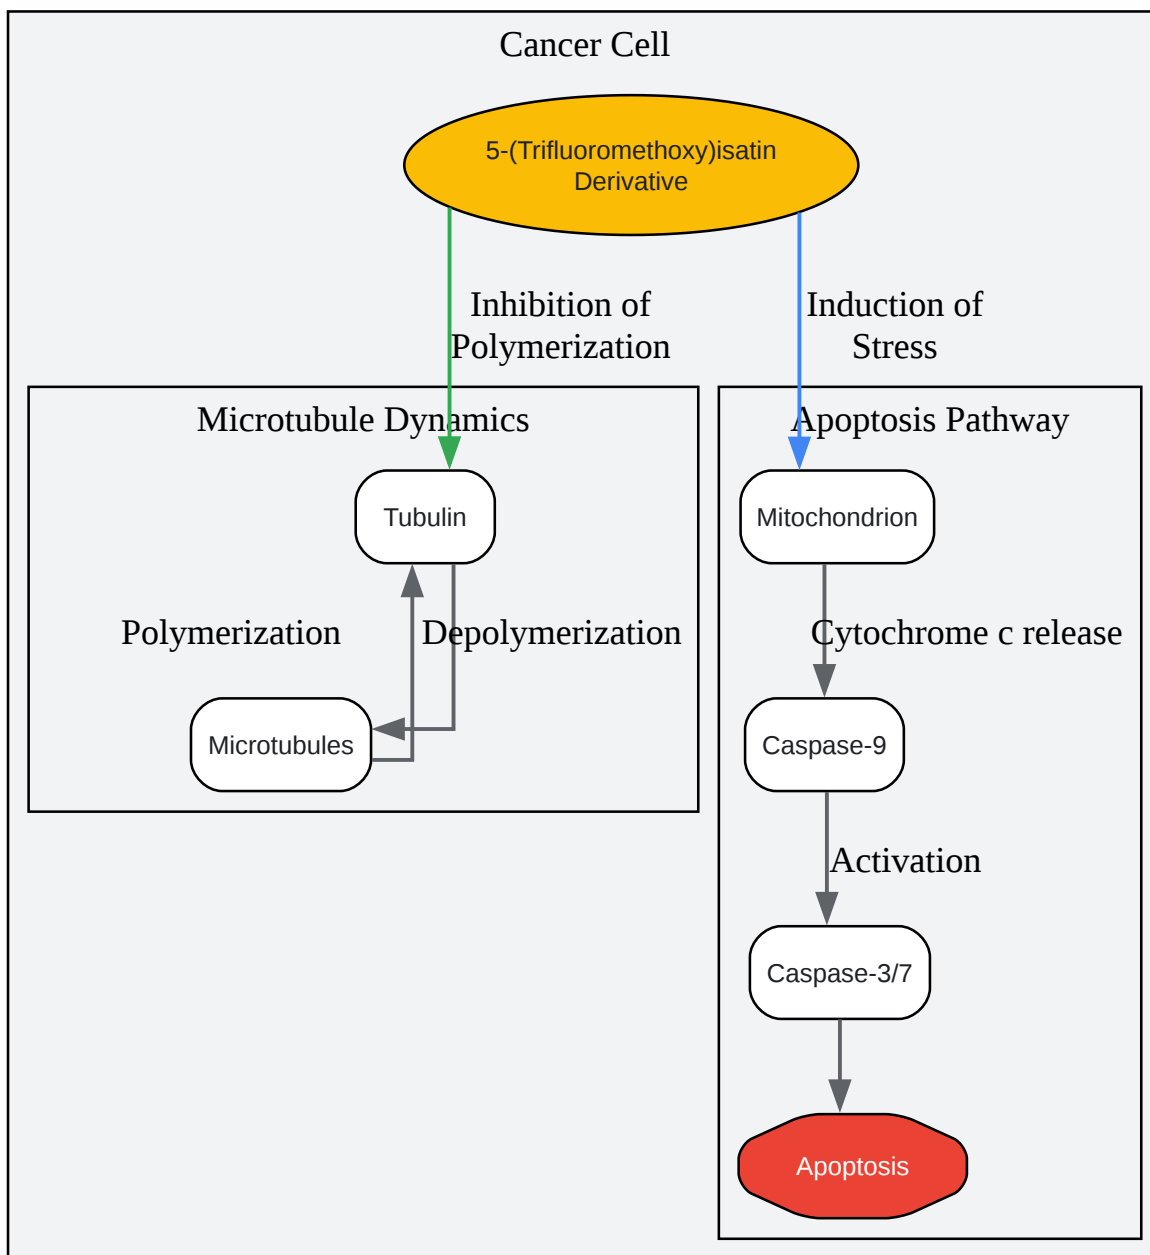 Cancer Cell
5-(Trifluoromethoxy)isatin
Derivative
Inhibition of
Polymerization
Induction of
Stress
Microtubule Dynamics
Apoptosis Pathway
Tubulin
Mitochondrion
Polymerization
Depolymerization
Cytochrome c release
Microtubules
Caspase-9
Activation
Caspase-3/7
Apoptosis